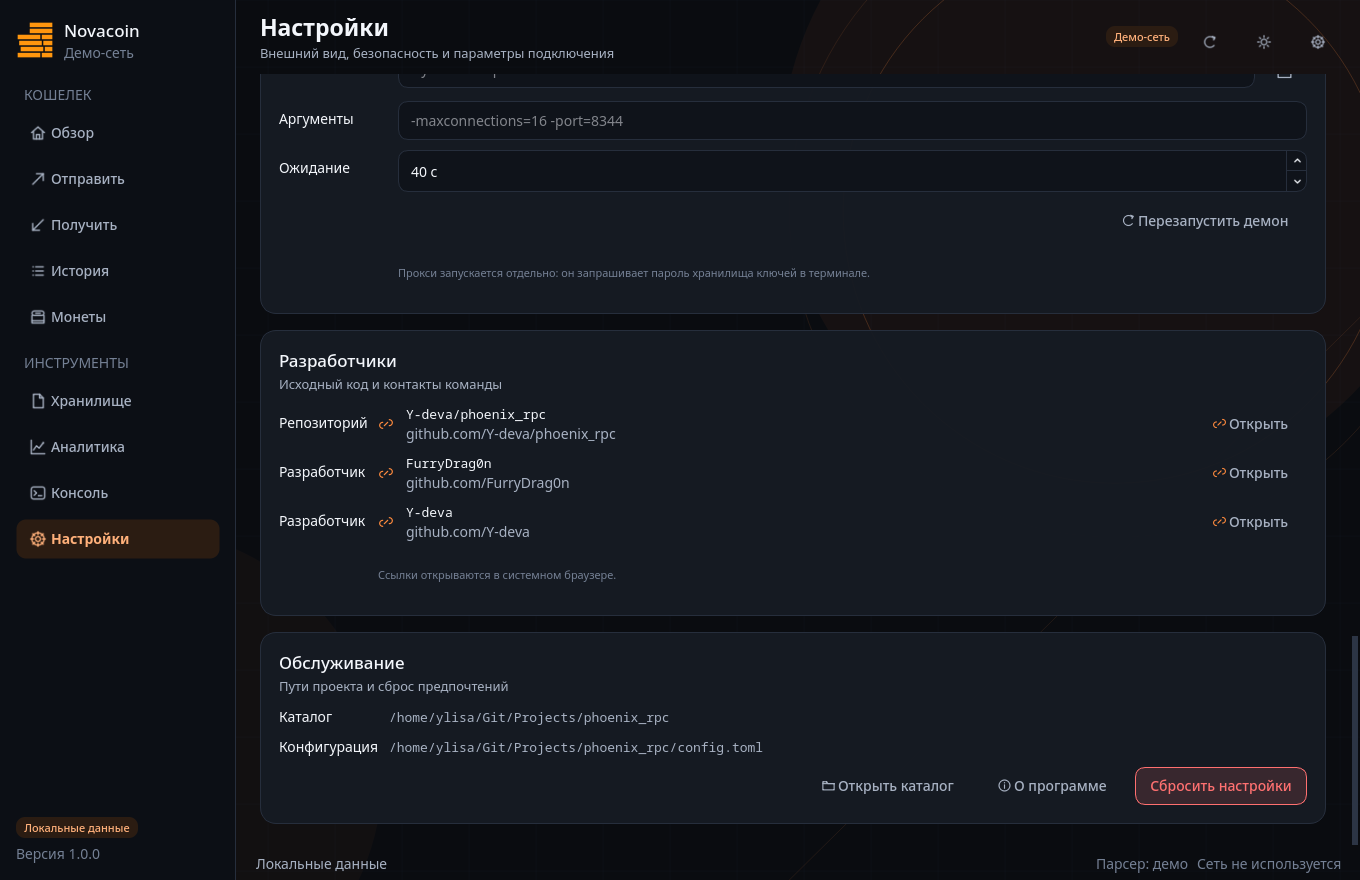 Novacoin
Демо-сеть
КОШЕЛЕК
Обзор
Отправить
Получить
История
Монеты
ИНСТРУМЕНТЫ
Хранилище
Аналитика
Консоль
Настройки
Локальные данные
Версия 1.0.0
Настройки
Внешний вид, безопасность и параметры подключения
Демо-сеть
Аргументы
-maxconnections=16 -port=8344
Ожидание
40 с
Перезапустить демон
Прокси запускается отдельно: он запрашивает пароль хранилища ключей в терминале.
Разработчики
Исходный код и контакты команды
Репозиторий
Y-deva/phoenix_rpc
github.com/Y-deva/phoenix_rpc
Открыть
Разработчик
FurryDrag0n
github.com/FurryDrag0n
Открыть
Разработчик
Y-deva
github.com/Y-deva
Открыть
Ссылки открываются в системном браузере.
Обслуживание
Пути проекта и сброс предпочтений
Каталог /home/ylisa/Git/Projects/phoenix_rpc
Конфигурация /home/ylisa/Git/Projects/phoenix_rpc/config.toml
Открыть каталог О программе Сбросить настройки
Локальные данные
Парсер: демо Сеть не используется